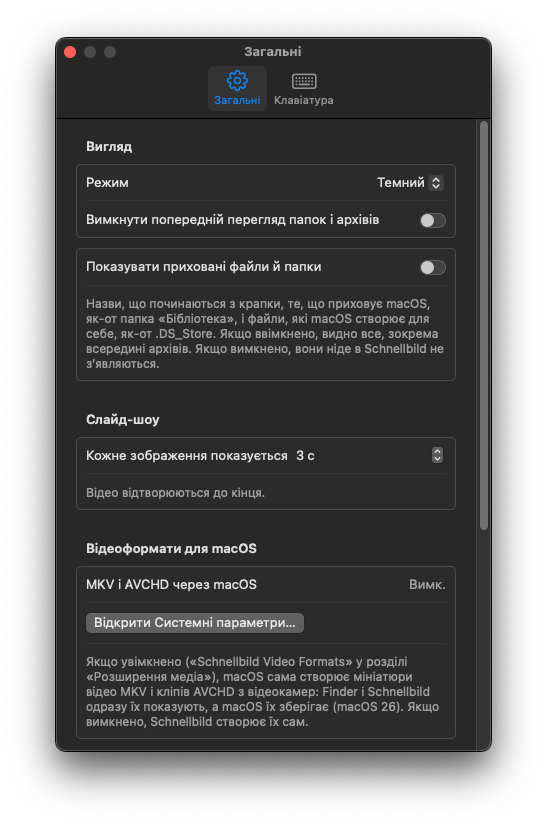 Загальні
Загальні
Клавіатура
Вигляд
Режим
Темний
Вимкнути попередній перегляд папок і архівів
Показувати приховані файли й папки
Назви, що починаються з крапки, те, що приховує macOS,
як-от папка «Бібліотека», і файли, які macOS створює для
себе, як-от .DS_Store. Якщо ввімкнено, видно все, зокрема
всередині архівів. Якщо вимкнено, вони ніде в Schnellbild не
з’являються.
Слайд-шоу
Кожне зображення показується 3 с
Відео відтворюються до кінця.
Відеоформати для macOS
MKV і AVCHD через macOS
Вимк.
Відкрити Системні параметри...
Якщо увімкнено («Schnellbild Video Formats» у розділі
«Розширення медіа»), macOS сама створює мініатюри
відео MKV і кліпів AVCHD з відеокамер: Finder і Schnellbild
одразу їх показують, а macOS їх зберігає (macOS 26). Якщо
вимкнено, Schnellbild створює їх сам.